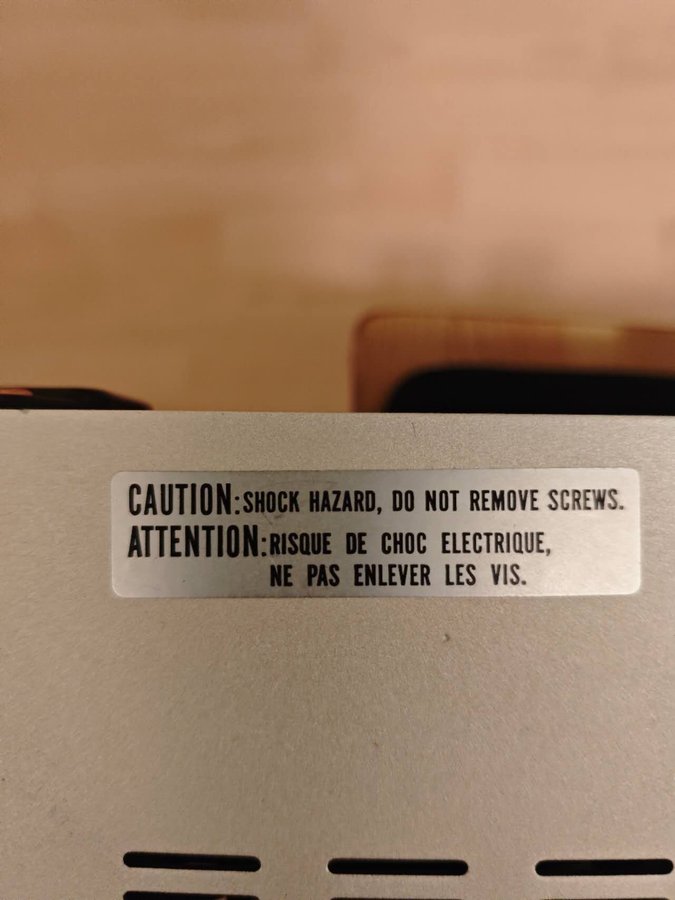 CAUTION:SHOCK HAZARD, DO NOT REMOVE SCREWS.
ATTENTION:RISQUE DE CHOC ELECTRIQUE,
NE PAS ENLEVER LES VIS.